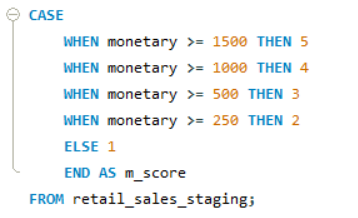 CASE
WHEN monetary >= 1500 THEN 5
WHEN monetary >= 1000 THEN 4
WHEN monetary >= 500 THEN 3
WHEN monetary >= 250 THEN 2
ELSE 1
END AS m_score
FROM retail_sales_staging;